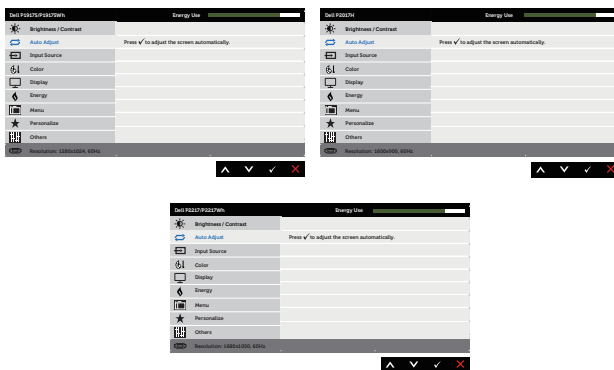 Dell P1917S/P1917SWh Energy Use
Brightness / Contrast
Auto Adjust Press ✓ to adjust the screen automatically.
Input Source
Color
Display
Energy
Menu
Personalize
Others
Resolution: 1280x1024, 60Hz
Dell P2017H Energy Use
Brightness / Contrast
Auto Adjust Press ✓ to adjust the screen automatically.
Input Source
Color
Display
Energy
Menu
Personalize
Others
Resolution: 1600x900, 60Hz
Dell P2217/P2217Wh Energy Use
Brightness / Contrast
Auto Adjust Press ✓ to adjust the screen automatically.
Input Source
Color
Display
Energy
Menu
Personalize
Others
Resolution: 1680x1050, 60Hz